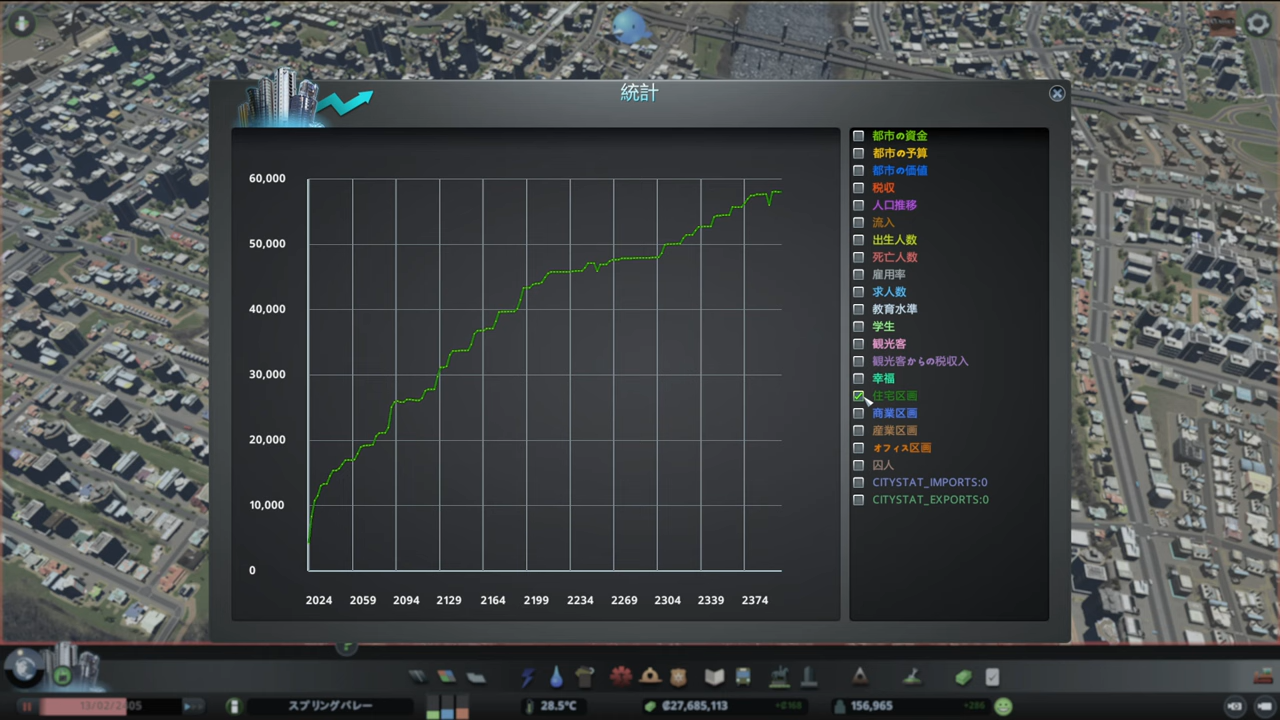 統計
60,000
50,000
40,000
30,000
20,000
10,000
0
2024 2059 2094 2129 2164 2199 2234 2269 2304 2339 2374
都市の資金
都市の予算
都市の価値
税収
人口推移
流入
出生人数
死亡人数
雇用率
求人数
教育水準
学生
観光客
観光客からの税収入
幸福
住宅区画
商業区画
産業区画
オフィス区画
囚人
CITYSTAT_IMPORTS:0
CITYSTAT_EXPORTS:0
13/02/2405 スプリングバレー 28.5°C ₡27,685,113 +₡168 156,965 +286